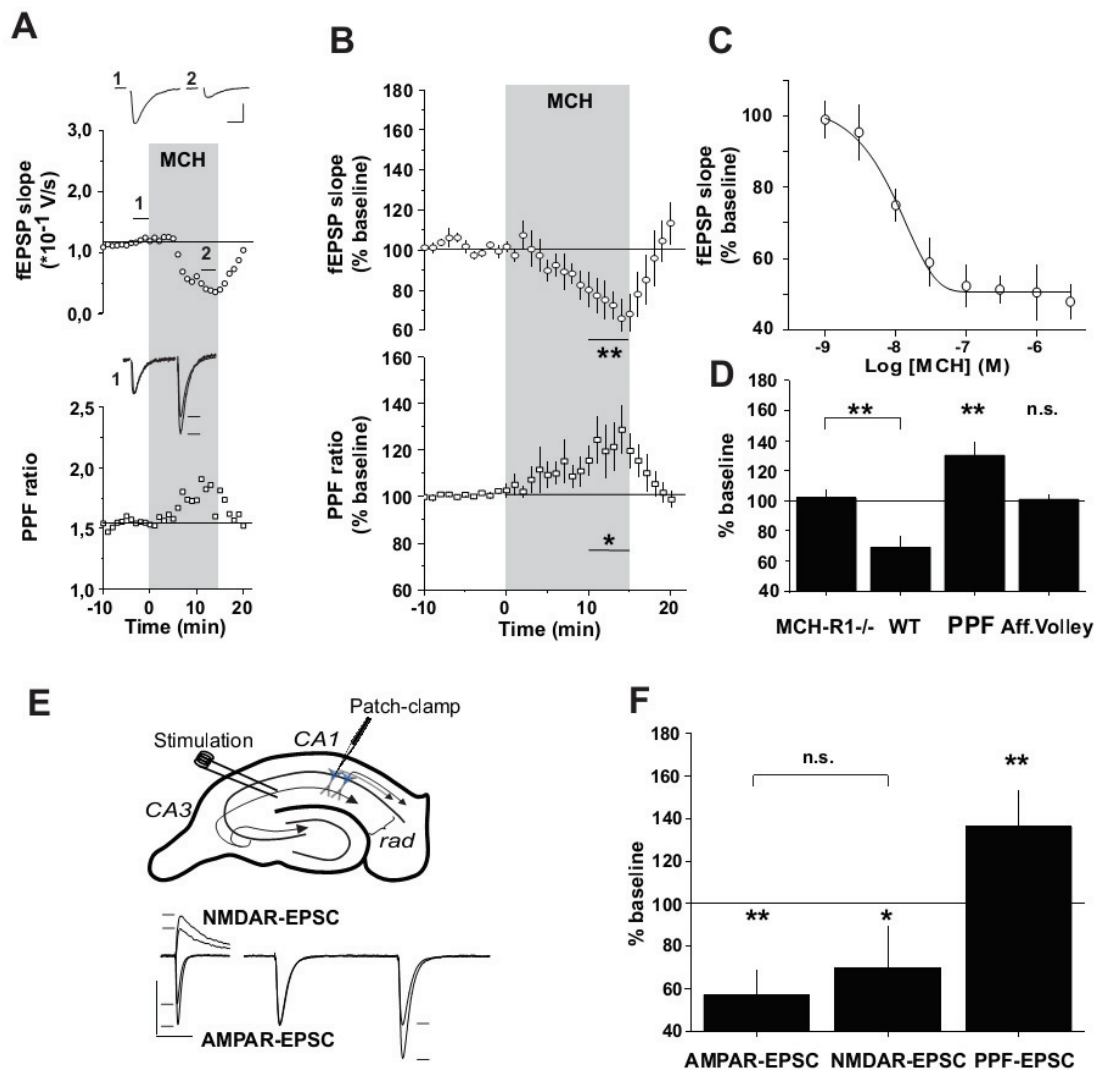 A
1
2
3,0
2,0
1,0
0,0
fEPSP slope
(*10-1 V/s)
MCH
1
2
1
2,5
2,0
1,5
1,0
PPF ratio
-10
0
10
20
Time (min)
B
180
160
140
120
100
80
60
fEPSP slope
(% baseline)
MCH
**
160
140
120
100
80
60
PPF ratio
(% baseline)
*
-10
0
10
20
Time (min)
C
100
80
60
40
fEPSP slope
(% baseline)
-9
-8
-7
-6
Log [MCH] (M)
D
180
160
140
120
100
80
60
40
% baseline
**
**
n.s.
MCH-R1-/-
WT
PPF
Aff.Volley
E
Patch-clamp
Stimulation
CA1
CA3
rad
NMDAR-EPSC
AMPAR-EPSC
F
180
160
140
120
100
80
60
40
% baseline
n.s.
**
**
*
AMPAR-EPSC
NMDAR-EPSC
PPF-EPSC